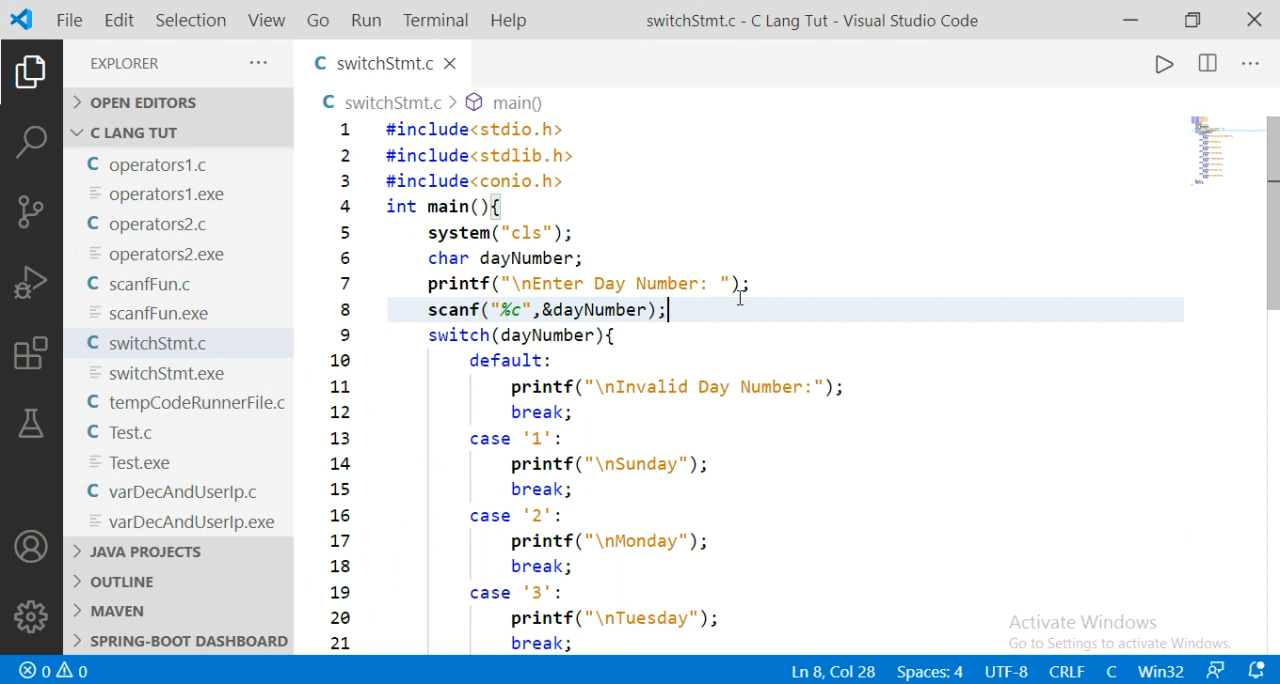 File Edit Selection View Go Run Terminal Help switchStmt.c - C Lang Tut - Visual Studio Code
EXPLORER ···
OPEN EDITORS
C LANG TUT
C operators1.c
operators1.exe
C operators2.c
operators2.exe
C scanfFun.c
scanfFun.exe
C switchStmt.c
switchStmt.exe
C tempCodeRunnerFile.c
C Test.c
Test.exe
C varDecAndUserIp.c
varDecAndUserIp.exe
JAVA PROJECTS
OUTLINE
MAVEN
SPRING-BOOT DASHBOARD
C switchStmt.c
C switchStmt.c > main()
1 #include<stdio.h>
2 #include<stdlib.h>
3 #include<conio.h>
4 int main(){
5 system("cls");
6 char dayNumber;
7 printf("\nEnter Day Number: ");
8 scanf("%c",&dayNumber);
9 switch(dayNumber){
10 default:
11 printf("\nInvalid Day Number:");
12 break;
13 case '1':
14 printf("\nSunday");
15 break;
16 case '2':
17 printf("\nMonday");
18 break;
19 case '3':
20 printf("\nTuesday");
21 break;
Activate Windows
Go to Settings to activate Windows.
0 0 Ln 8, Col 28 Spaces: 4 UTF-8 CRLF C Win32